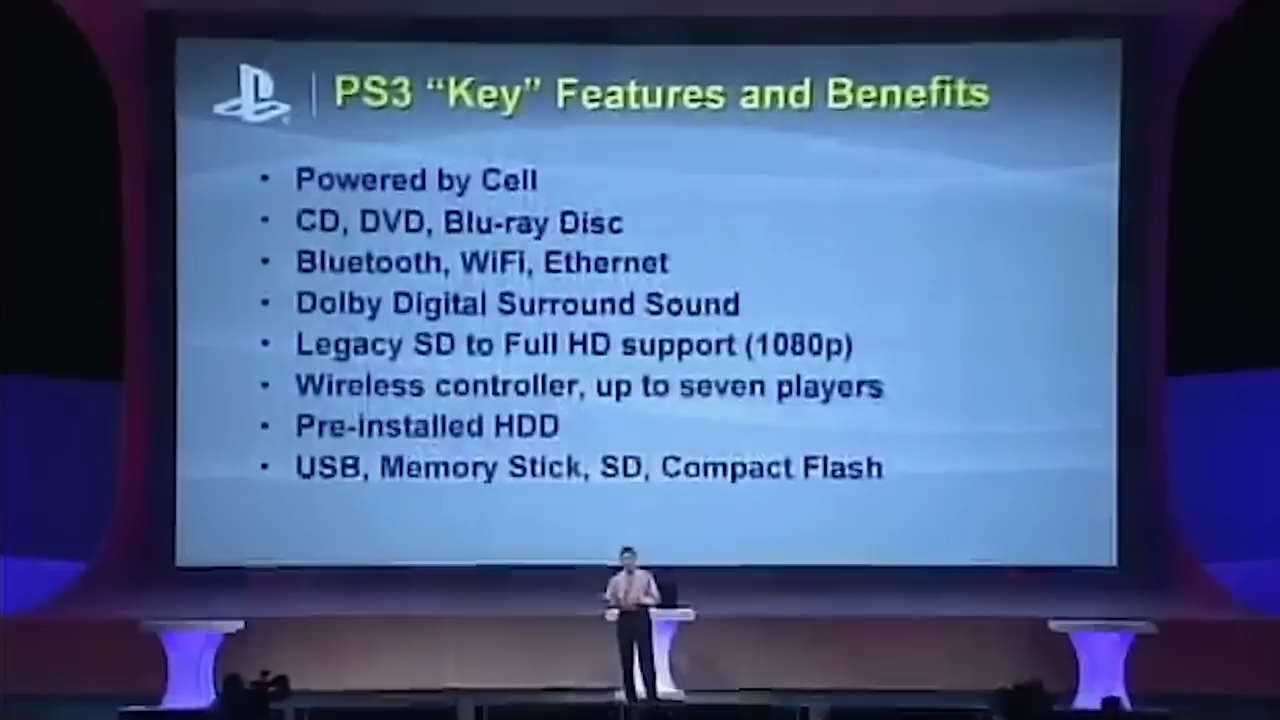 PS3 “Key” Features and Benefits
• Powered by Cell
• CD, DVD, Blu-ray Disc
• Bluetooth, WiFi, Ethernet
• Dolby Digital Surround Sound
• Legacy SD to Full HD support (1080p)
• Wireless controller, up to seven players
• Pre-installed HDD
• USB, Memory Stick, SD, Compact Flash